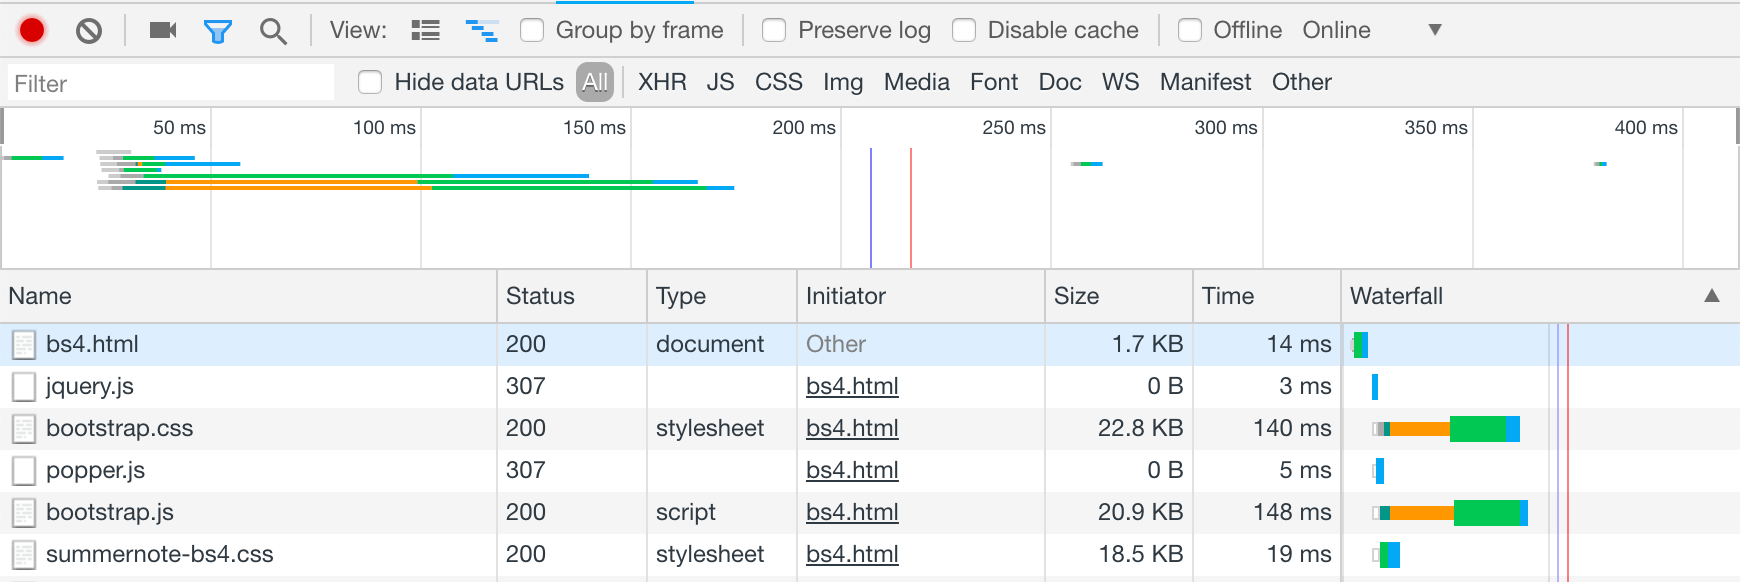 View: Group by frame Preserve log Disable cache Offline Online
Filter Hide data URLs All XHR JS CSS Img Media Font Doc WS Manifest Other
50 ms 100 ms 150 ms 200 ms 250 ms 300 ms 350 ms 400 ms
Name Status Type Initiator Size Time Waterfall
bs4.html 200 document Other 1.7 KB 14 ms
jquery.js 307 bs4.html 0 B 3 ms
bootstrap.css 200 stylesheet bs4.html 22.8 KB 140 ms
popper.js 307 bs4.html 0 B 5 ms
bootstrap.js 200 script bs4.html 20.9 KB 148 ms
summernote-bs4.css 200 stylesheet bs4.html 18.5 KB 19 ms